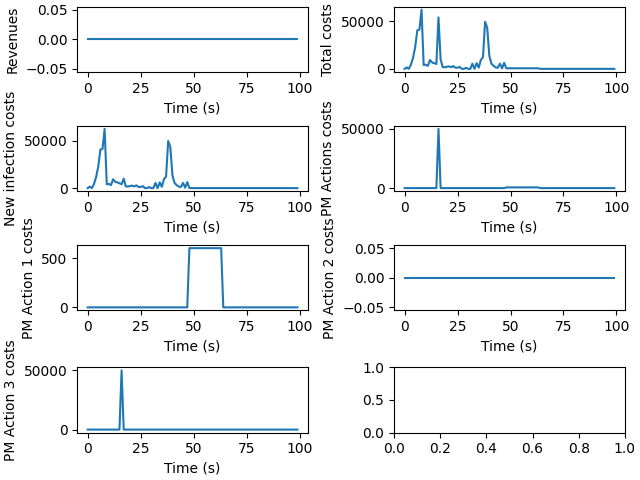 Revenues
0.05
0.00
−0.05
0 25 50 75 100
Time (s)
Total costs
50000
0
0 25 50 75 100
Time (s)
New infection costs
50000
0
0 25 50 75 100
Time (s)
PM Actions costs
50000
0
0 25 50 75 100
Time (s)
PM Action 1 costs
500
0
0 25 50 75 100
Time (s)
PM Action 2 costs
0.05
0.00
−0.05
0 25 50 75 100
Time (s)
PM Action 3 costs
50000
0
0 25 50 75 100
Time (s)
1.0
0.5
0.0
0.0 0.2 0.4 0.6 0.8 1.0